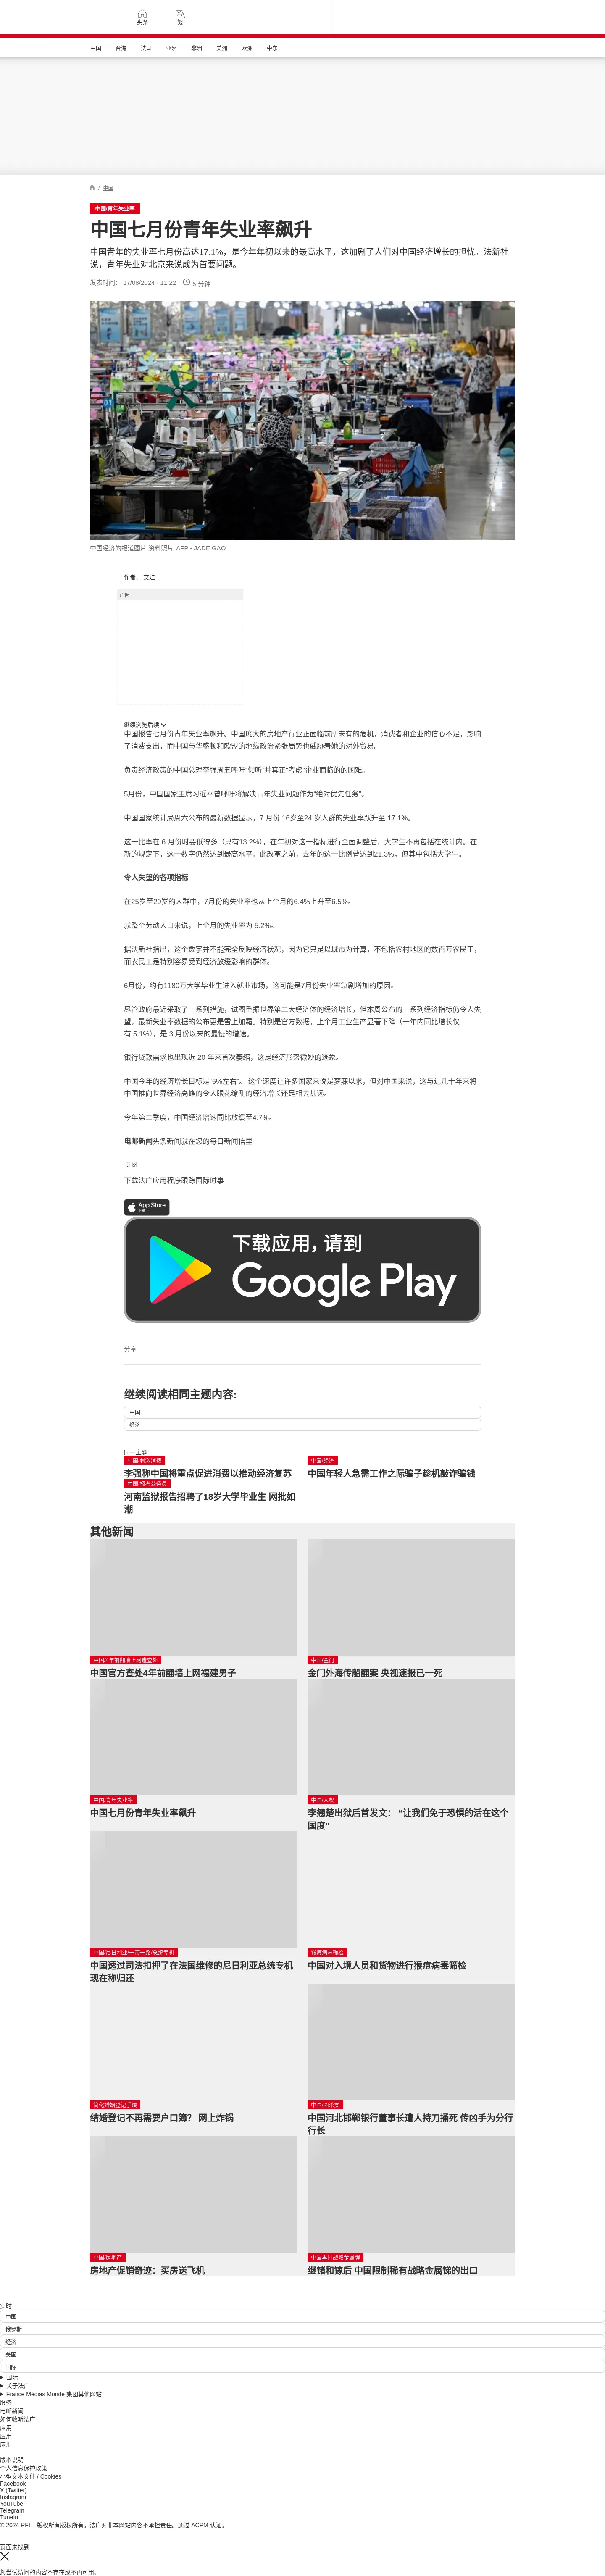 头条
繁
中国
台海
法国
亚洲
非洲
美洲
欧洲
中东
/ 中国
中国/青年失业率
中国七月份青年失业率飙升
中国青年的失业率七月份高达17.1%，是今年年初以来的最高水平，这加剧了人们对中国经济增长的担忧。法新社
说，青年失业对北京来说成为首要问题。
发表时间： 17/08/2024 - 11:22
5 分钟
中国经济的报道图片 资料照片 AFP - JADE GAO
作者： 艾娃
广告
继续浏览后续
中国报告七月份青年失业率飙升。中国庞大的房地产行业正面临前所未有的危机，消费者和企业的信心不足，影响
了消费支出，而中国与华盛顿和欧盟的地缘政治紧张局势也威胁着她的对外贸易。
负责经济政策的中国总理李强周五呼吁“倾听”并真正“考虑”企业面临的的困难。
5月份，中国国家主席习近平曾呼吁将解决青年失业问题作为“绝对优先任务”。
中国国家统计局周六公布的最新数据显示，7 月份 16岁至24 岁人群的失业率跃升至 17.1%。
这一比率在 6 月份时要低得多（只有13.2%），在年初对这一指标进行全面调整后，大学生不再包括在统计内。在
新的规定下，这一数字仍然达到最高水平。此改革之前，去年的这一比例曾达到21.3%，但其中包括大学生。
令人失望的各项指标
在25岁至29岁的人群中，7月份的失业率也从上个月的6.4%上升至6.5%。
就整个劳动人口来说，上个月的失业率为 5.2%。
据法新社指出，这个数字并不能完全反映经济状况，因为它只是以城市为计算，不包括农村地区的数百万农民工，
而农民工是特别容易受到经济放缓影响的群体。
6月份，约有1180万大学毕业生进入就业市场，这可能是7月份失业率急剧增加的原因。
尽管政府最近采取了一系列措施，试图重振世界第二大经济体的经济增长，但本周公布的一系列经济指标仍令人失
望，最新失业率数据的公布更是雪上加霜。特别是官方数据，上个月工业生产显著下降（一年内同比增长仅
有 5.1%），是 3 月份以来的最慢的增速。
银行贷款需求也出现近 20 年来首次萎缩，这是经济形势微妙的迹象。
中国今年的经济增长目标是“5%左右”。 这个速度让许多国家来说是梦寐以求，但对中国来说，这与近几十年来将
中国推向世界经济高峰的令人眼花缭乱的经济增长还是相去甚远。
今年第二季度，中国经济增速同比放缓至4.7%。
电邮新闻头条新闻就在您的每日新闻信里
订阅
下载法广应用程序跟踪国际时事
App Store
下载
下载应用，请到
Google Play
分享 :
继续阅读相同主题内容:
中国
经济
同一主题
中国/刺激消费
李强称中国将重点促进消费以推动经济复苏
中国/经济
中国年轻人急需工作之际骗子趁机敲诈骗钱
中国/报考公务员
河南监狱报告招聘了18岁大学毕业生 网批如
潮
其他新闻
中国/4年前翻墙上网遭查处
中国官方查处4年前翻墙上网福建男子
中国/金门
金门外海传船翻案 央视速报已一死
中国/青年失业率
中国七月份青年失业率飙升
中国/人权
李翘楚出狱后首发文： “让我们免于恐惧的活在这个
国度”
中国/尼日利亚/一带一路/总统专机
中国透过司法扣押了在法国维修的尼日利亚总统专机
现在称归还
猴痘病毒筛检
中国对入境人员和货物进行猴痘病毒筛检
简化婚姻登记手续
结婚登记不再需要户口簿？ 网上炸锅
中国/凶杀案
中国河北邯郸银行董事长遭人持刀捅死 传凶手为分行
行长
中国/房地产
房地产促销奇迹：买房送飞机
中国再打战略金属牌
继锗和镓后 中国限制稀有战略金属锑的出口
实时
中国
俄罗斯
经济
美国
国际
国际
关于法广
France Médias Monde 集团其他网站
服务
电邮新闻
如何收听法广
应用
应用
应用
版本说明
个人信息保护政策
小型文本文件 / Cookies
Facebook
X (Twitter)
Instagram
YouTube
Telegram
TuneIn
© 2024 RFI – 版权所有版权所有。法广对非本网站内容不承担责任。通过 ACPM 认证。
页面未找到
您尝试访问的内容不存在或不再可用。